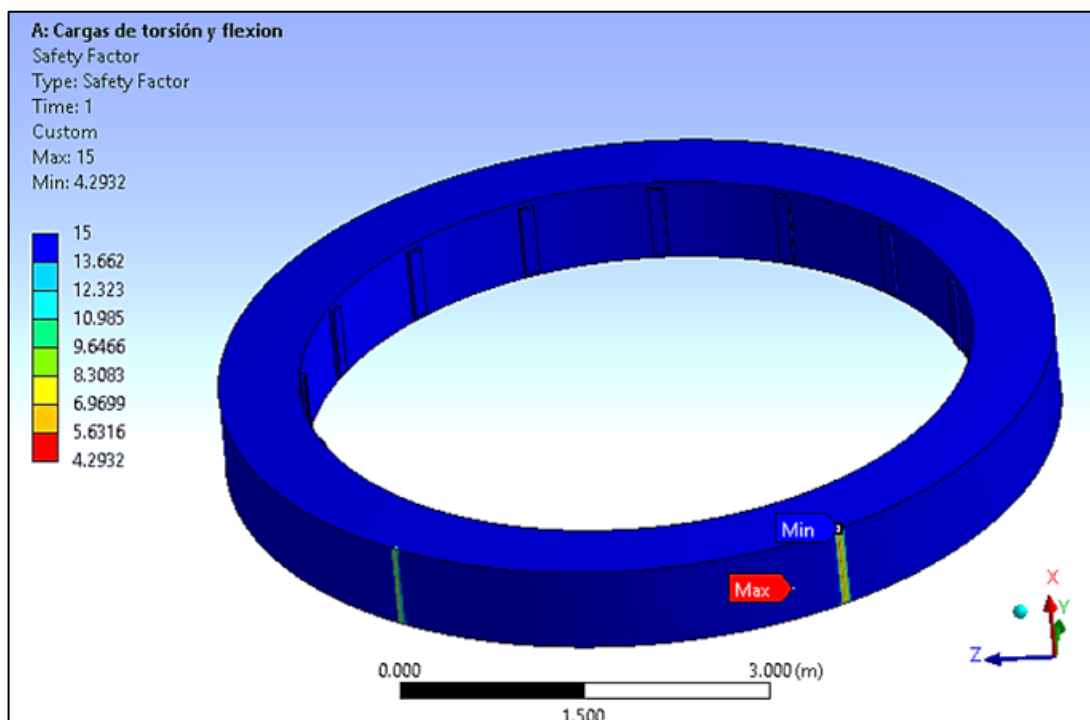 A: Cargas de torsión y flexion
Safety Factor
Type: Safety Factor
Time: 1
Custom
Max: 15
Min: 4.2932
15
13.662
12.323
10.985
9.6466
8.3083
6.9699
5.6316
4.2932
Min
Max
X
Y
Z
0.000
3.000 (m)
1.500